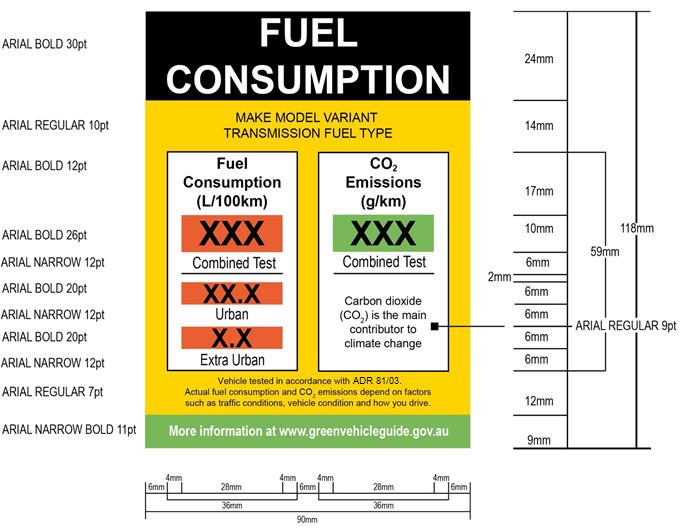 ARIAL BOLD 30pt
ARIAL REGULAR 10pt
ARIAL BOLD 12pt
ARIAL BOLD 26pt
ARIAL NARROW 12pt
ARIAL BOLD 20pt
ARIAL NARROW 12pt
ARIAL BOLD 20pt
ARIAL NARROW 12pt
ARIAL REGULAR 7pt
ARIAL NARROW BOLD 11pt
FUEL
CONSUMPTION
MAKE MODEL VARIANT
TRANSMISSION FUEL TYPE
Fuel
Consumption
(L/100km)
XXX
Combined Test
XX.X
Urban
X.X
Extra Urban
CO2
Emissions
(g/km)
XXX
Combined Test
Carbon dioxide
(CO2) is the main
contributor to
climate change
Vehicle tested in accordance with ADR 81/03.
Actual fuel consumption and CO2 emissions depend on factors
such as traffic conditions, vehicle condition and how you drive.
More information at www.greenvehicleguide.gov.au
24mm
14mm
17mm
10mm
6mm
2mm
6mm
6mm
6mm
6mm
12mm
9mm
59mm
118mm
ARIAL REGULAR 9pt
4mm 4mm 4mm 4mm
6mm 28mm 6mm 28mm 6mm
36mm 36mm
90mm